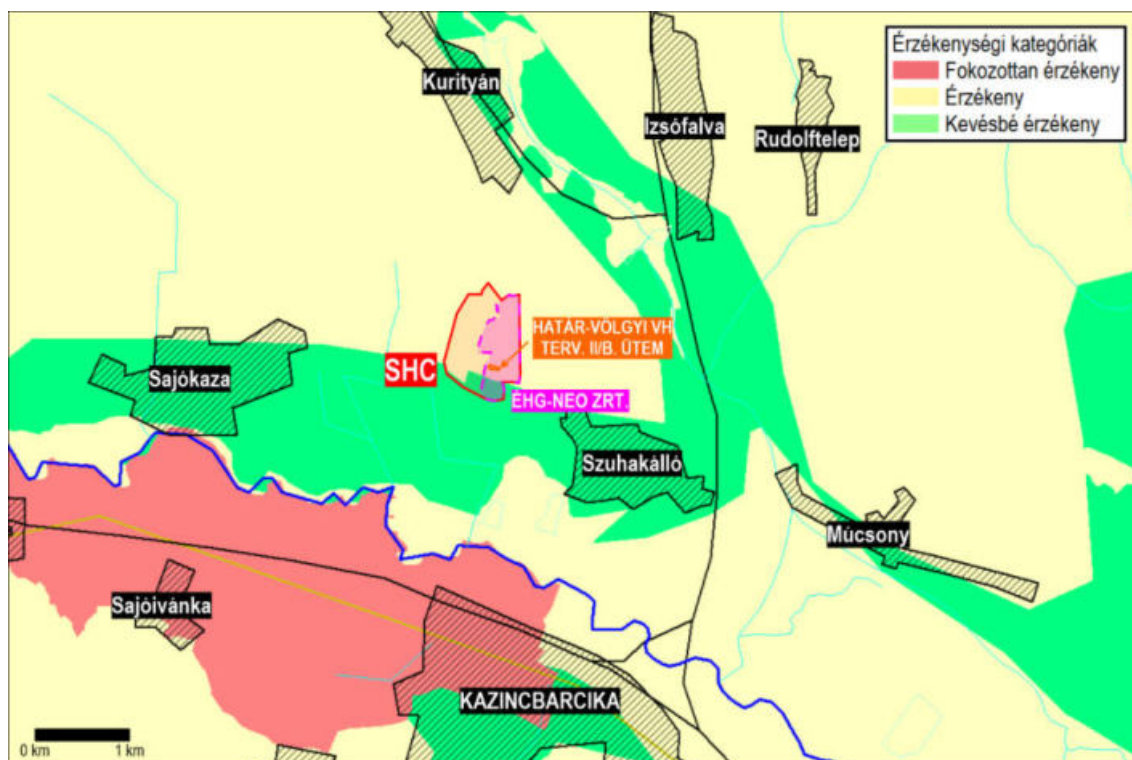 Érzékenységi kategóriák
Fokozottan érzékeny
Érzékeny
Kevésbé érzékeny
Kurityán
Izsófalva
Rudolftelep
HATÁR-VÖLGYI VH
TERV. II/B. ÜTEM
SHC
Sajókaza
ÉHG-NEO ZRT.
Szuhakálló
Múcsony
Sajóivánka
KAZINCBARCIKA
0 km 1 km